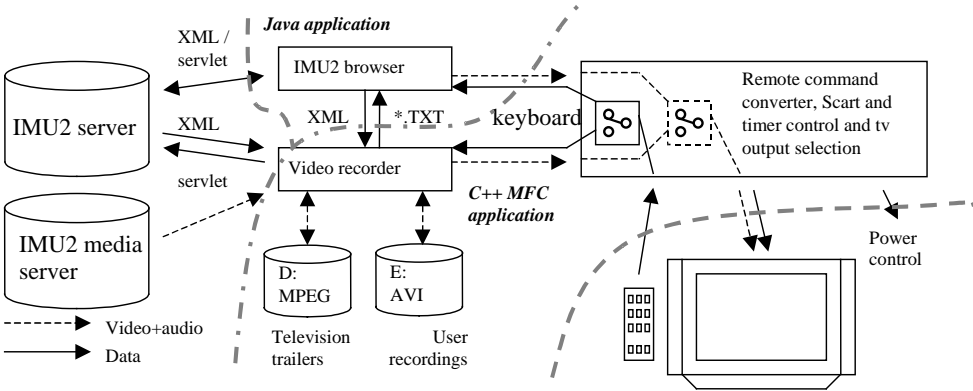 Java application
XML /
servlet
IMU2 browser
IMU2 server
XML
XML
*.TXT
keyboard
Remote command
converter, Scart and
timer control and tv
output selection
servlet
Video recorder
C++ MFC
application
IMU2 media
server
D:
MPEG
E:
AVI
Power
control
Video+audio
Data
Television
trailers
User
recordings